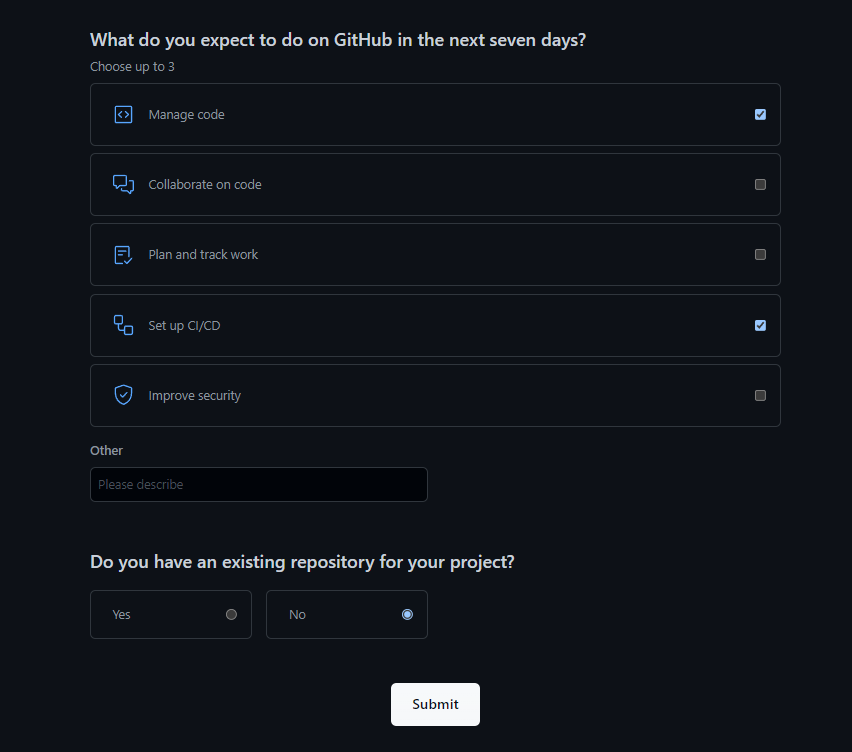 What do you expect to do on GitHub in the next seven days?
Choose up to 3
Manage code
Collaborate on code
Plan and track work
Set up CI/CD
Improve security
Other
Please describe
Do you have an existing repository for your project?
Yes
No
Submit